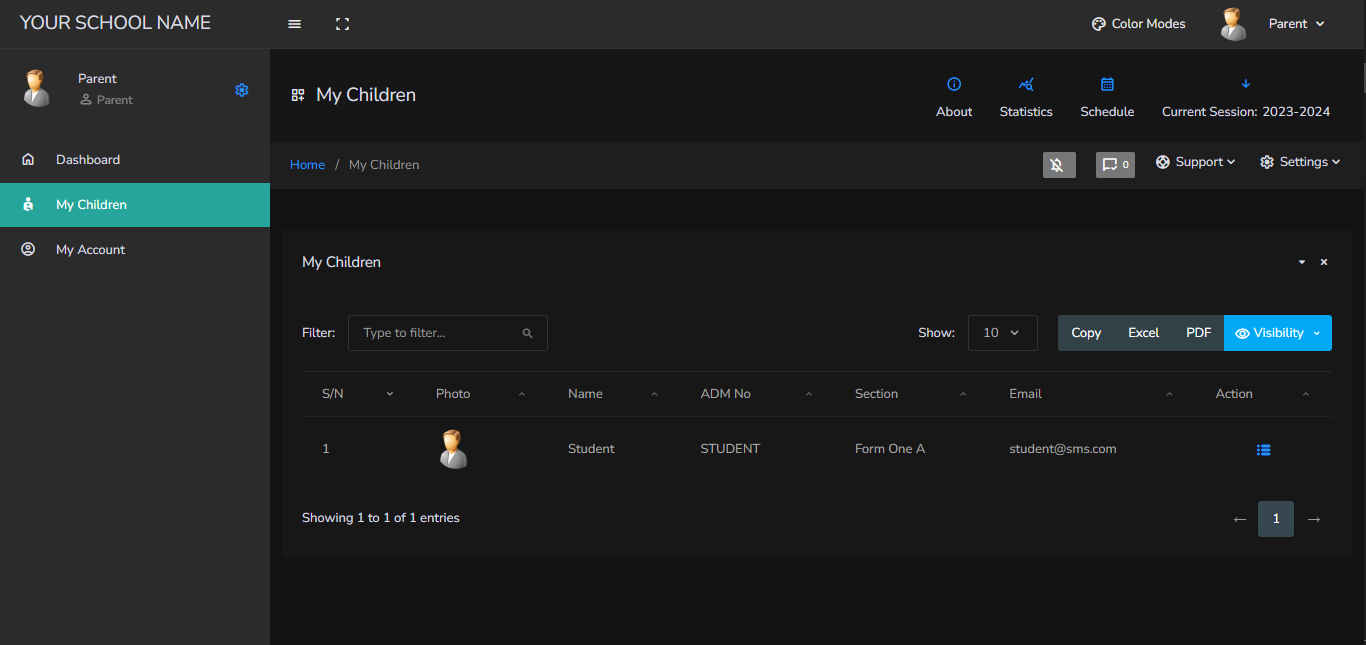 YOUR SCHOOL NAME
Color Modes
Parent
Parent
Parent
Dashboard
My Children
My Account
My Children
About
Statistics
Schedule
Current Session: 2023-2024
Home / My Children
0
Support
Settings
My Children
Filter: Type to filter... Show: 10 Copy Excel PDF Visibility
S/N Photo Name ADM No Section Email Action
1 Student STUDENT Form One A student@sms.com
Showing 1 to 1 of 1 entries ← 1 →